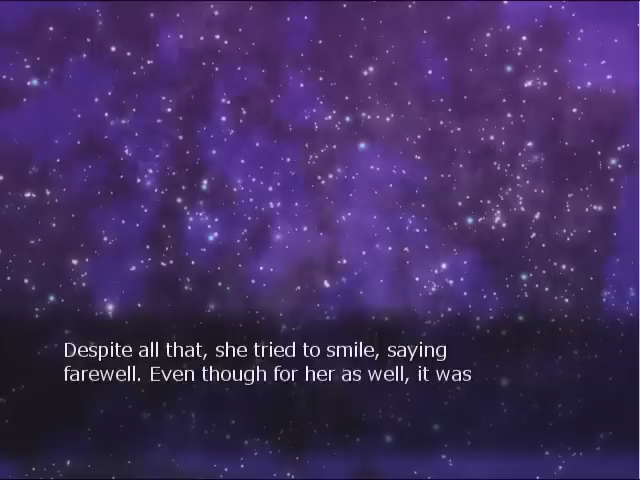 Despite all that, she tried to smile, saying
farewell. Even though for her as well, it was